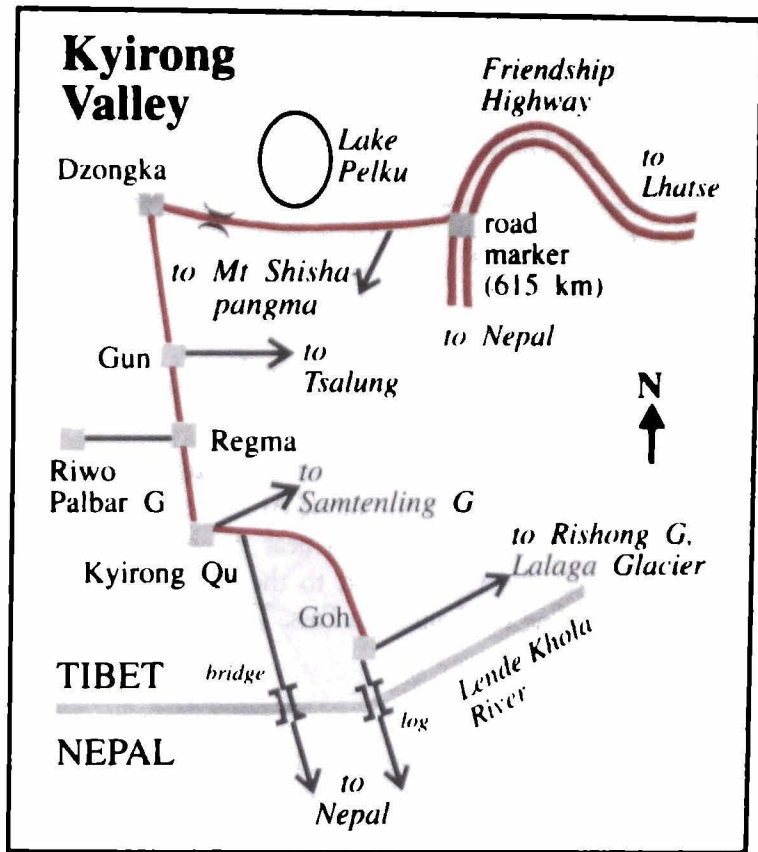 Kyirong
Valley
Friendship
Highway
Lake
Pelku
to
Lhatse
Dzongka
road
marker
(615 km)
to Mt Shisha
pangma
to Nepal
Gun
to
Tsalung
N
Regma
Riwo
Palbar G
to
Samtenling G
to Rishong G,
Lalaga Glacier
Kyirong Qu
Goh
Lende Khola
River
bridge
TIBET
log
NEPAL
to
Nepal